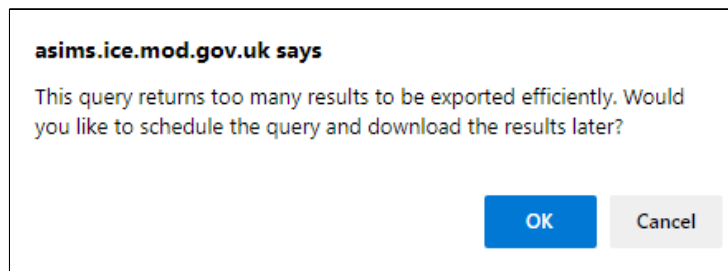 asims.ice.mod.gov.uk says
This query returns too many results to be exported efficiently. Would
you like to schedule the query and download the results later?
OK
Cancel